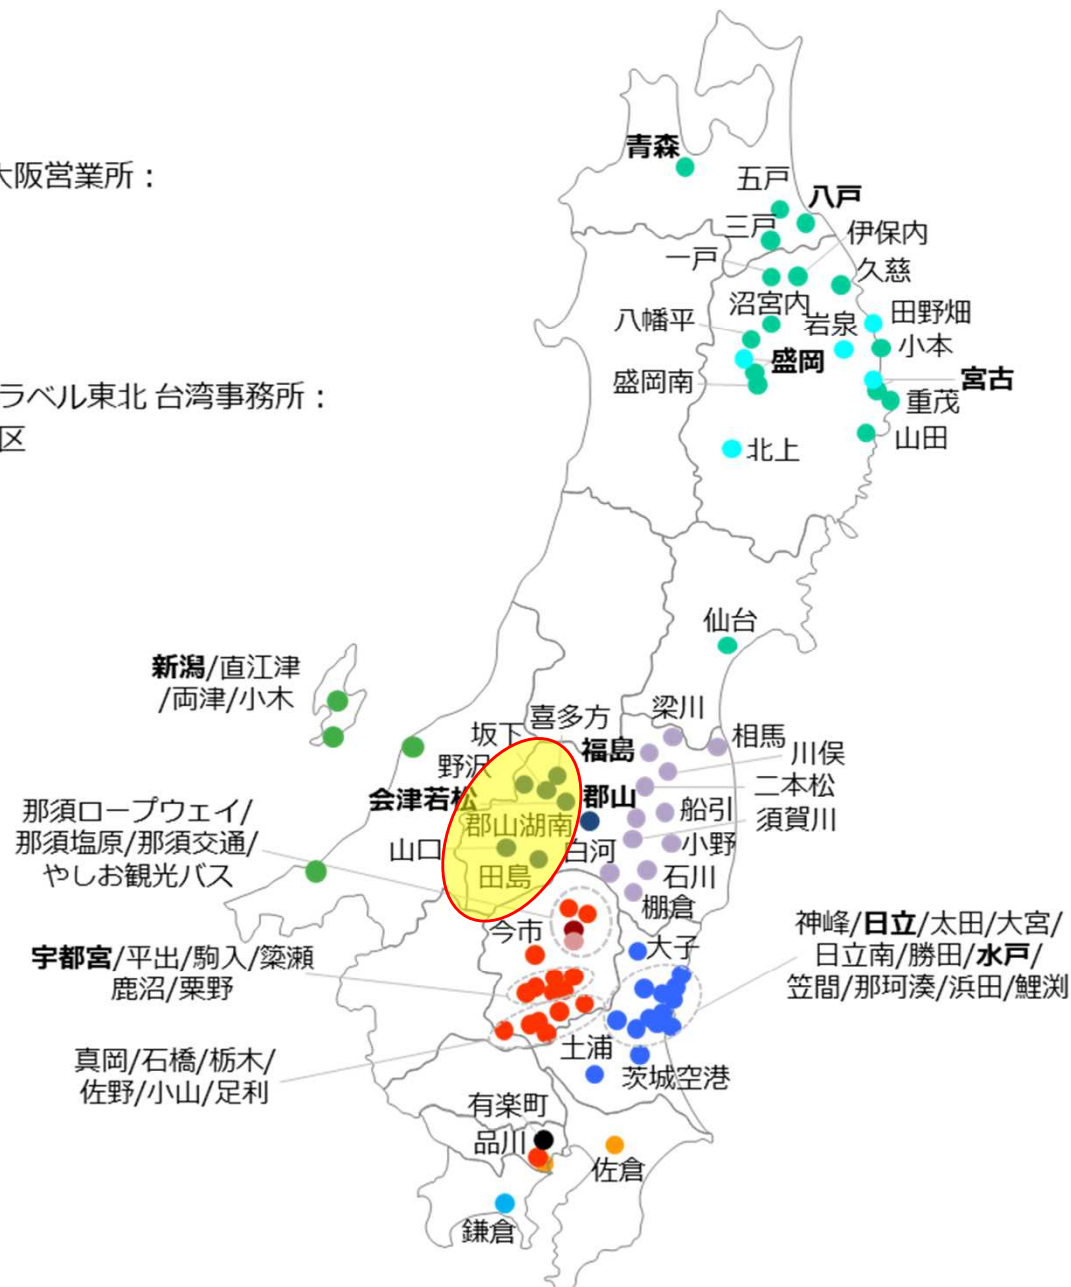 青森
大阪営業所：
五戸
八戸
三戸
伊保内
一戸
久慈
沼宮内
田野畑
八幡平
岩泉
小本
盛岡
盛岡南
宮古
重茂
ラベル東北 台湾事務所：
区
山田
北上
仙台
新潟/直江津
/両津/小木
梁川
喜多方
坂下
福島
相馬
川俣
野沢
二本松
会津若松
郡山
船引
須賀川
那須ロープウェイ/
那須塩原/那須交通/
やしお観光バス
郡山湖南
小野
山口
白河
田島
石川
棚倉
今市
大子
神峰/日立/太田/大宮/
日立南/勝田/水戸/
笠間/那珂湊/浜田/鯉渕
宇都宮/平出/駒入/簗瀬
鹿沼/粟野
真岡/石橋/栃木/
佐野/小山/足利
土浦
茨城空港
有楽町
品川
佐倉
鎌倉